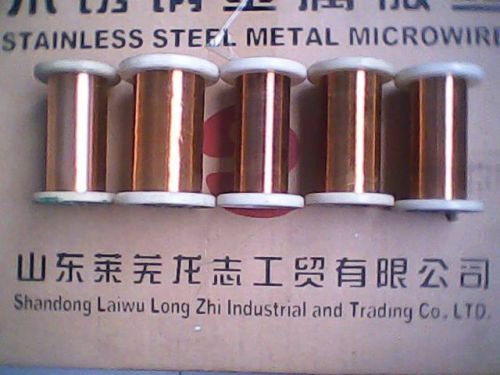 STAINLESS STEEL METAL MICROWIRE
山东莱芜龙志工贸有限公司
Shandong Laiwu Long Zhi Industrial and Trading Co., LTD.